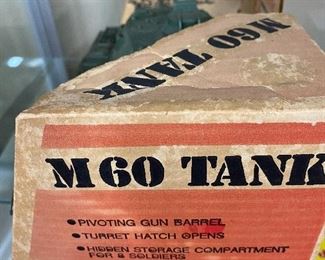 M60 TANK
M60 TANK
• PIVOTING GUN BARREL
• TURRET HATCH OPENS
• HIDDEN STORAGE COMPARTMENT
FOR 8 SOLDIERS